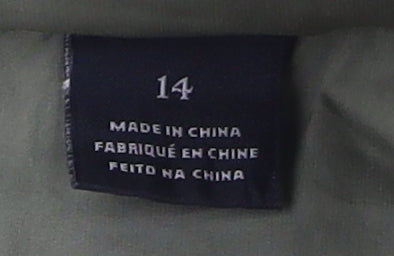 14
MADE IN CHINA
FABRIQUÉ EN CHINE
FEITO NA CHINA